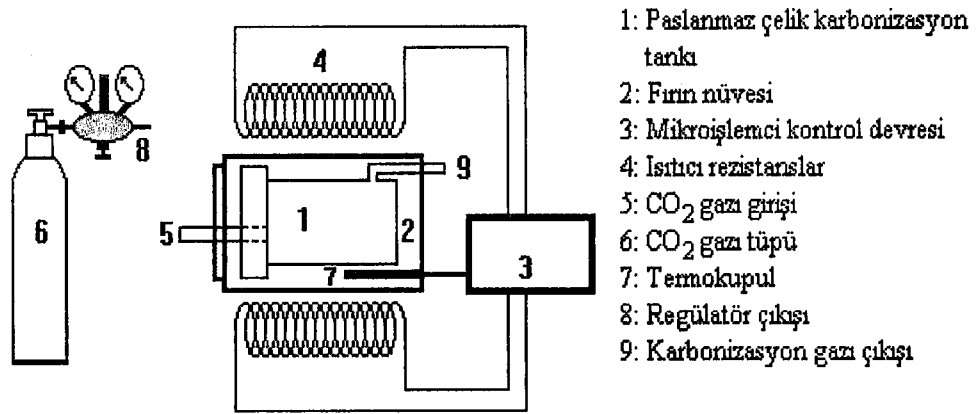 1: Paslanmaz çelik karbonizasyon
tankı
2: Fırın nüvesi
3: Mikroişlemci kontrol devresi
4: Isıtıcı rezistanslar
5: CO2 gazı girişi
6: CO2 gazı tüpü
7: Termokupul
8: Regülatör çıkışı
9: Karbonizasyon gazı çıkışı
4
8
9
1
2
5
6
7
3